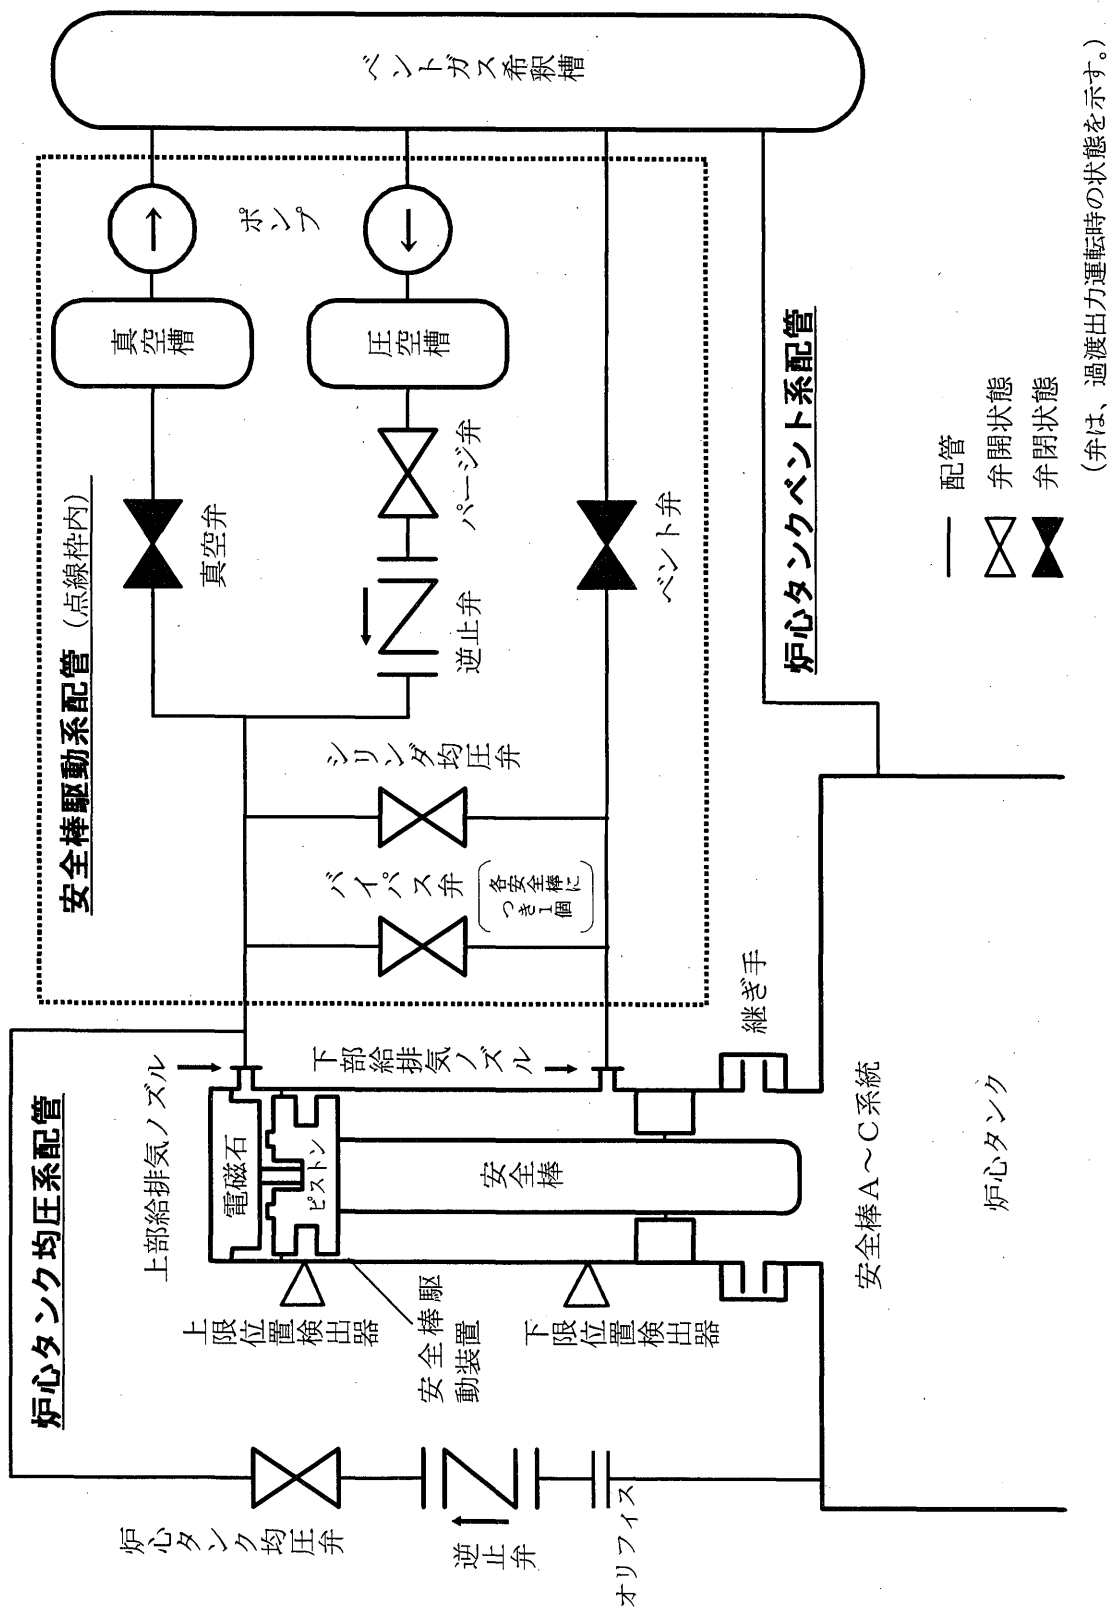 炉心タンク均圧系配管
安全棒駆動系配管（点線枠内）
ベントガス希釈槽
ポンプ
真空槽
圧空槽
真空弁
パージ弁
逆止弁
ベント弁
シリンダ均圧弁
バイパス弁
各安全棒に
つき１個
上部給排気ノズル
下部給排気ノズル
電磁石
ピストン
安全棒
上限位置検出器
下限位置検出器
安全棒駆
動装置
継ぎ手
炉心タンク均圧弁
逆止弁
オリフィス
安全棒Ａ～Ｃ系統
炉心タンク
炉心タンクベント系配管
配管
弁開状態
弁閉状態
（弁は、過渡出力運転時の状態を示す。）